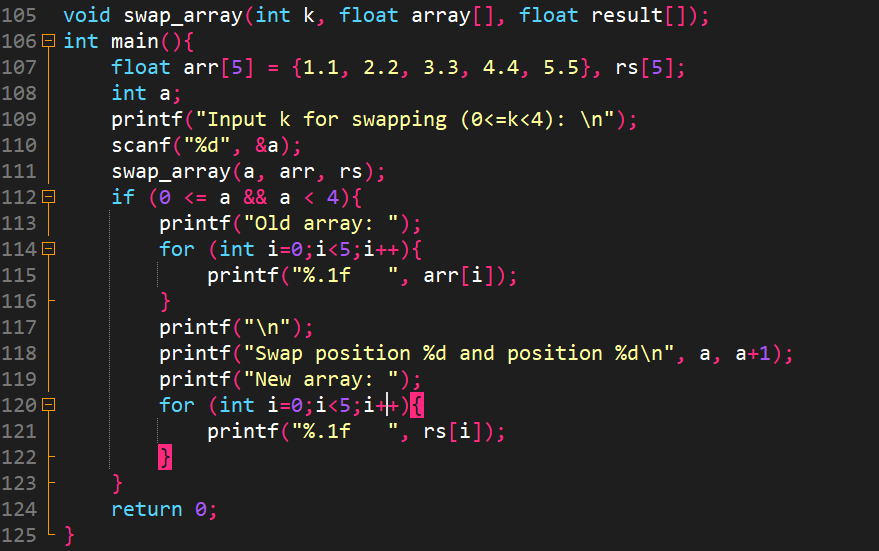 105 void swap_array(int k, float array[], float result[]);
106 int main(){
107     float arr[5] = {1.1, 2.2, 3.3, 4.4, 5.5}, rs[5];
108     int a;
109     printf("Input k for swapping (0<=k<4): \n");
110     scanf("%d", &a);
111     swap_array(a, arr, rs);
112     if (0 <= a && a < 4){
113         printf("Old array: ");
114         for (int i=0;i<5;i++){
115             printf("%.1f   ", arr[i]);
116         }
117         printf("\n");
118         printf("Swap position %d and position %d\n", a, a+1);
119         printf("New array: ");
120         for (int i=0;i<5;i++){
121             printf("%.1f   ", rs[i]);
122         }
123     }
124     return 0;
125 }